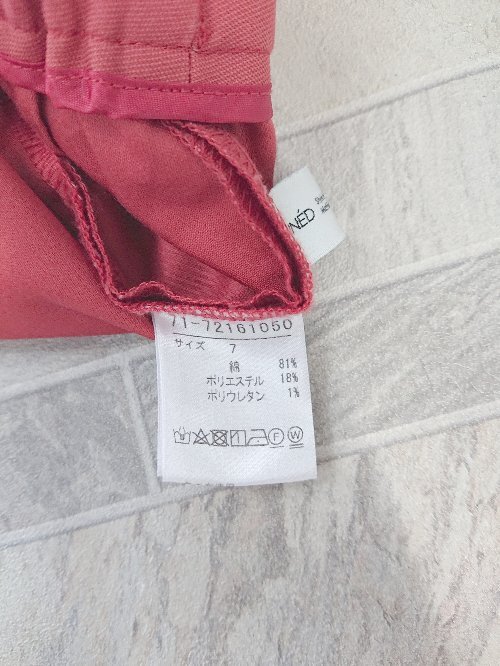 NÉD
71-72161050
サイズ 7
綿 81%
ポリエステル 18%
ポリウレタン 1%
F W